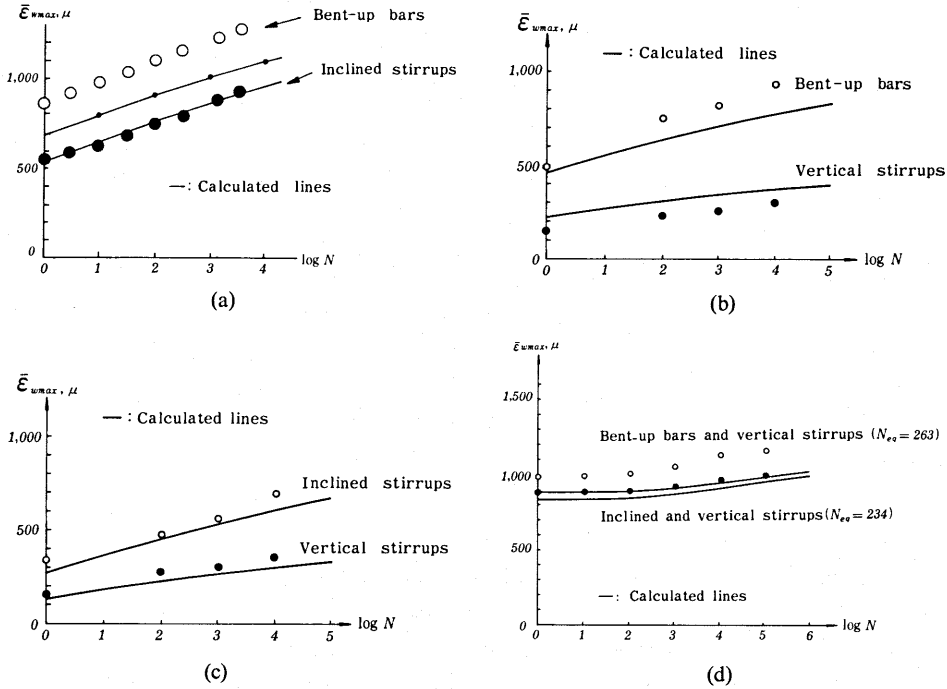 ε̄wmax, μ
Bent-up bars
Inclined stirrups
1,000
500
0
— : Calculated lines
0 1 2 3 4 log N
(a)
ε̄wmax, μ
— : Calculated lines
1,000
Bent-up bars
500
Vertical stirrups
0
0 1 2 3 4 5 log N
(b)
ε̄wmax, μ
— : Calculated lines
1,000
Inclined stirrups
500
Vertical stirrups
0
0 1 2 3 4 5 log N
(c)
ε̄wmax, μ
1,500
Bent-up bars and vertical stirrups (Neq = 263)
1,000
Inclined and vertical stirrups (Neq = 234)
500
— : Calculated lines
0
0 1 2 3 4 5 6 log N
(d)